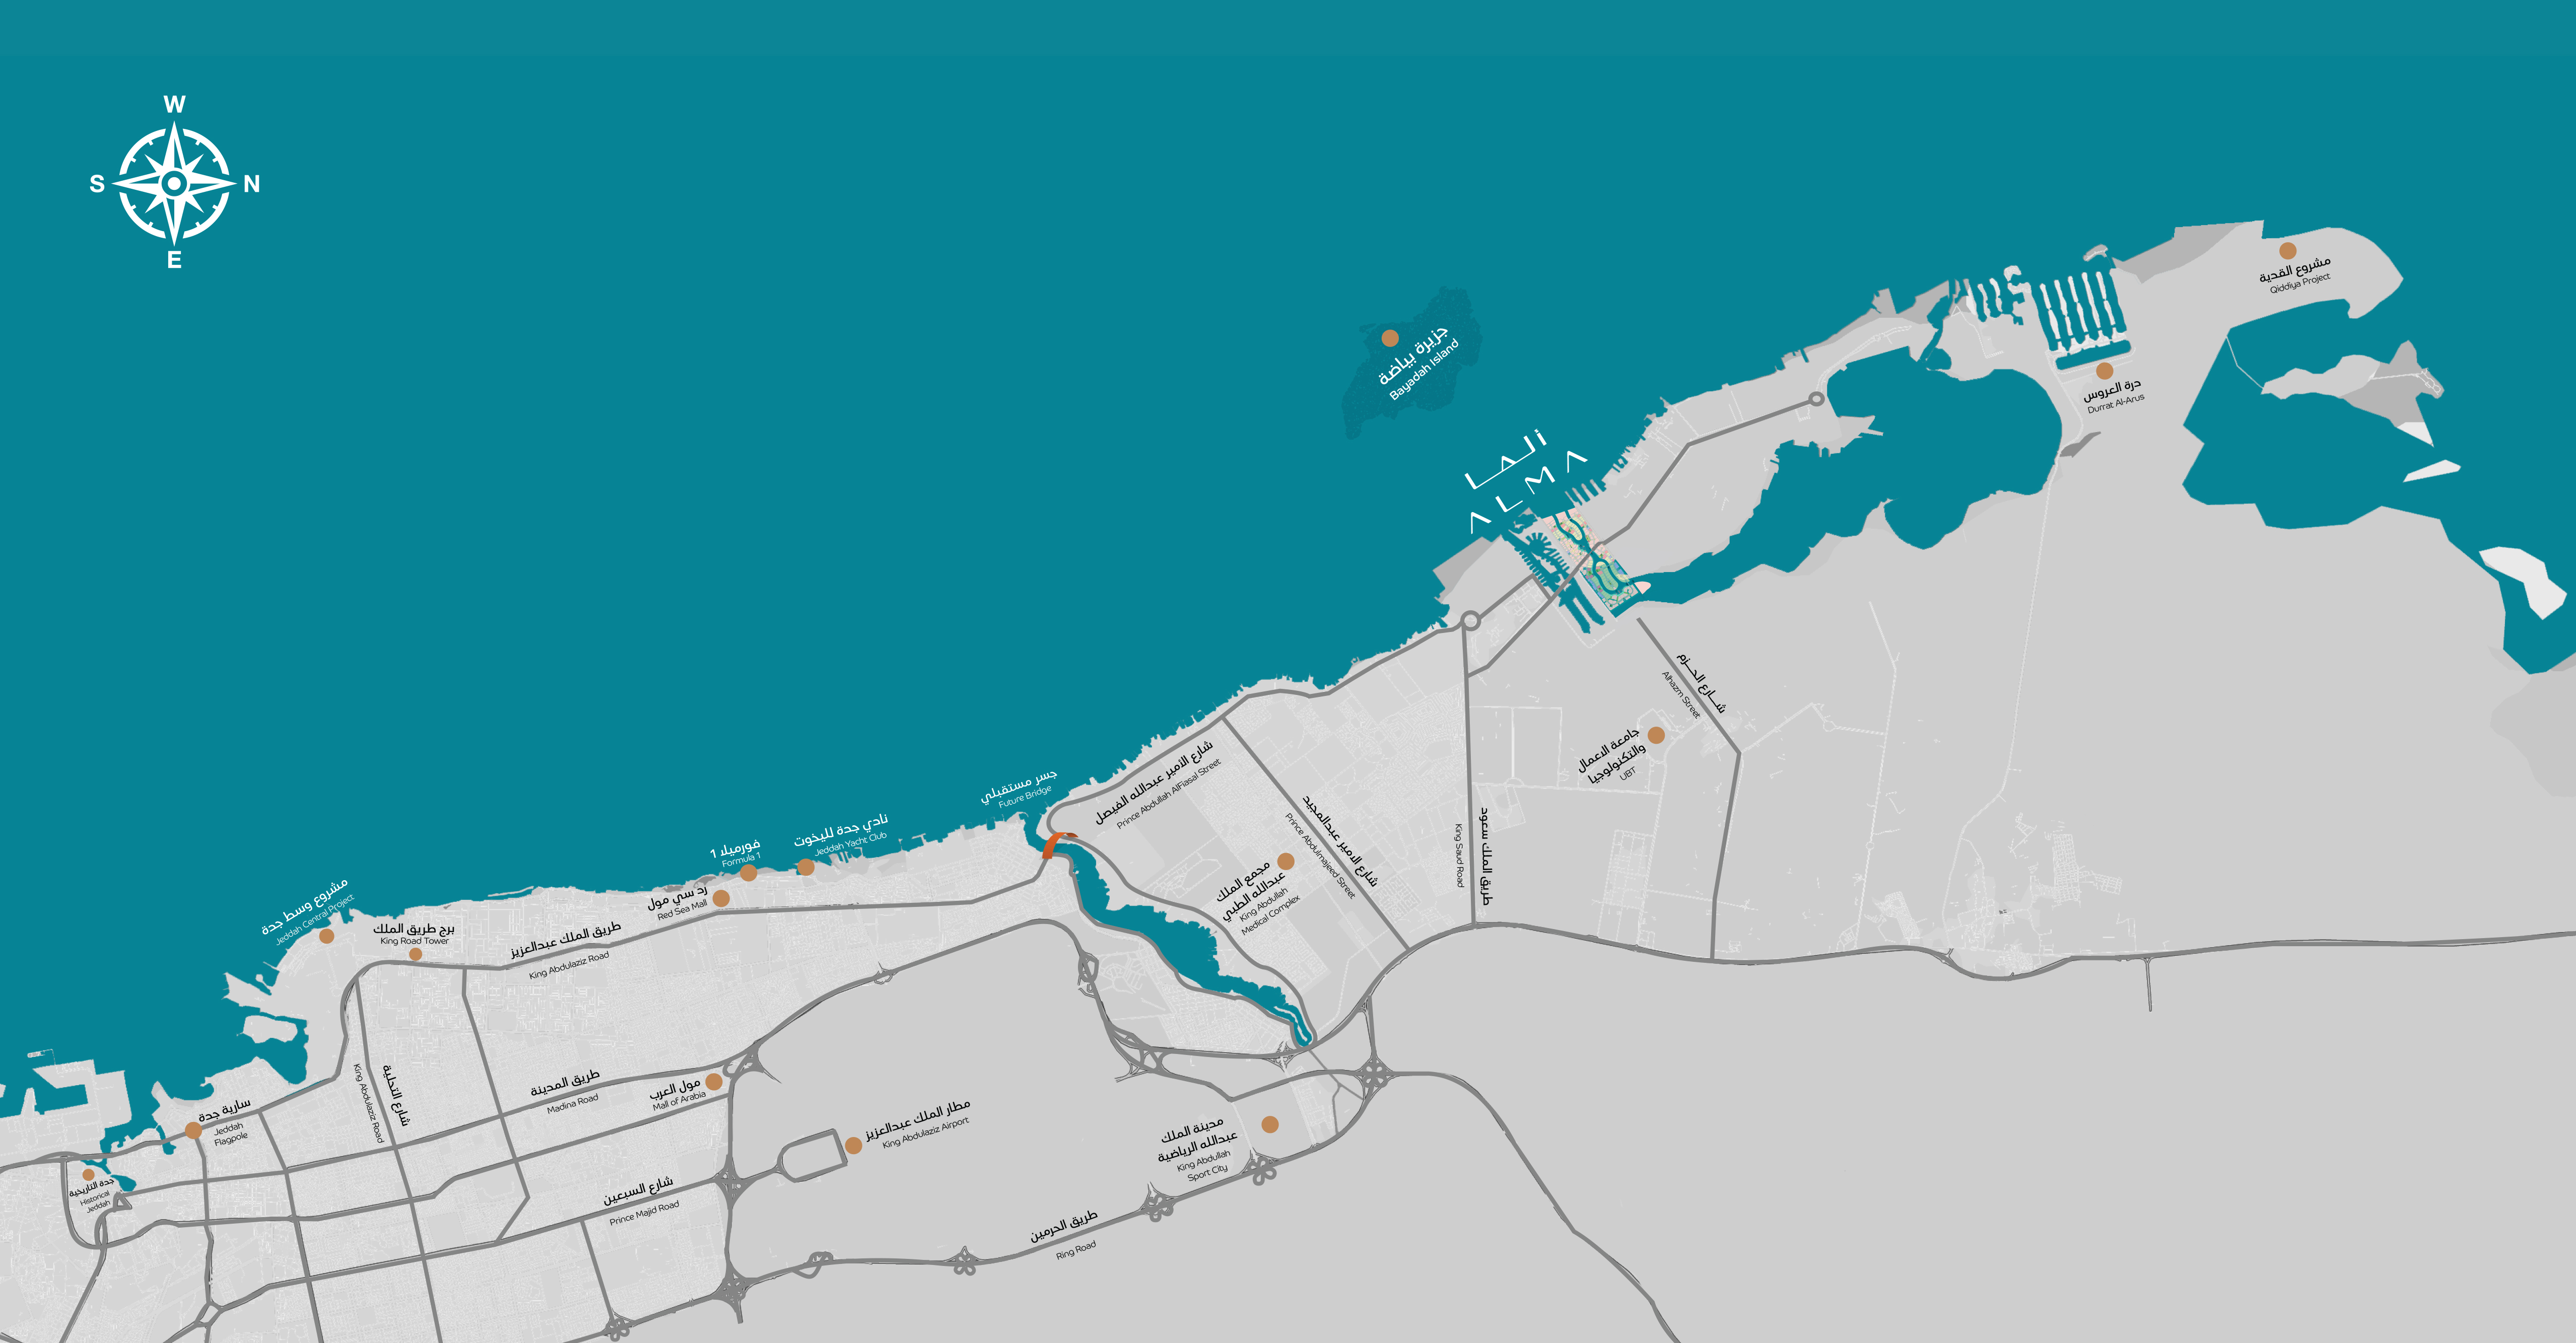 W
S
N
E
مشروع القدية
Qiddiya Project
جزيرة بياضة
Bayadah Island
درة العروس
Durrat Al-Arus
ألما
ALMA
شارع الحزم
Alhazm Street
جامعة الاعمال
والتكنولوجيا
UBT
شارع الامير عبدالله الفيصل
Prince Abdullah AlFiasal Street
جسر مستقبلي
Future Bridge
شارع الامير عبدالمجيد
Prince Abdulmajeed Street
طريق الملك سعود
King Saud Road
نادي جدة لليخوت
Jeddah Yacht Club
فورميلا 1
Formula 1
رد سي مول
Red Sea Mall
مجمع الملك
عبدالله الطبي
King Abdullah
Medical Complex
مشروع وسط جدة
Jeddah Central Project
برج طريق الملك
King Road Tower
طريق الملك عبدالعزيز
King Abdulaziz Road
شارع التحلية
King Abdulaziz Road
طريق المدينة
Madina Road
مول العرب
Mall of Arabia
سارية جدة
Jeddah
Flagpole
مطار الملك عبدالعزيز
King Abdulaziz Airport
مدينة الملك
عبدالله الرياضية
King Abdullah
Sport City
جدة التاريخية
Historical
Jeddah
شارع السبعين
Prince Majid Road
طريق الحرمين
Ring Road